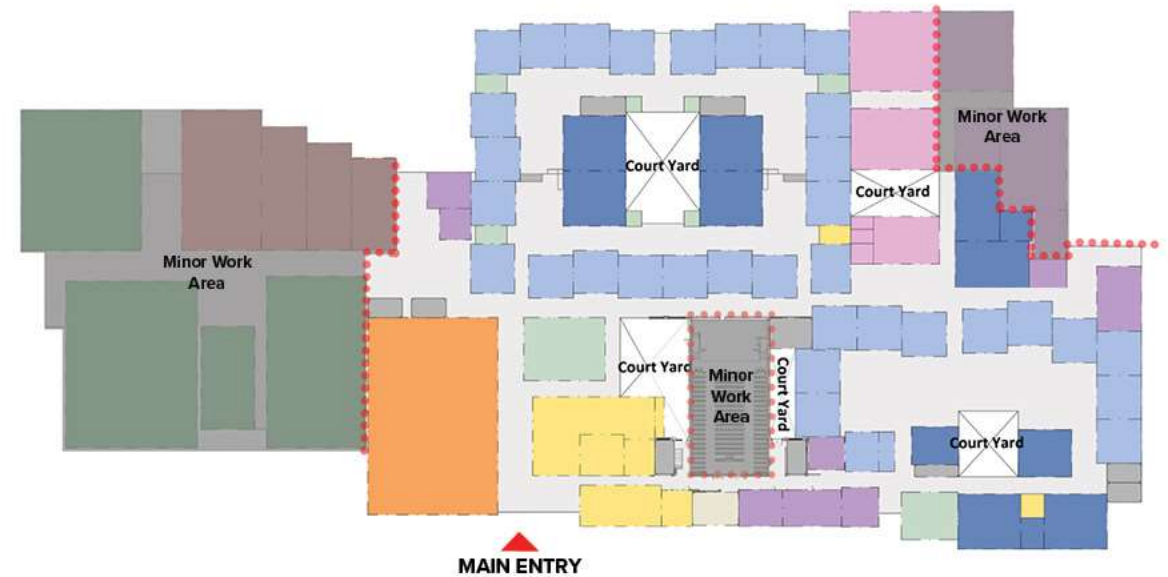 Minor Work
Area
Court Yard
Court Yard
Minor Work
Area
Court Yard
Minor
Work
Area
Court Yard
Court Yard
MAIN ENTRY